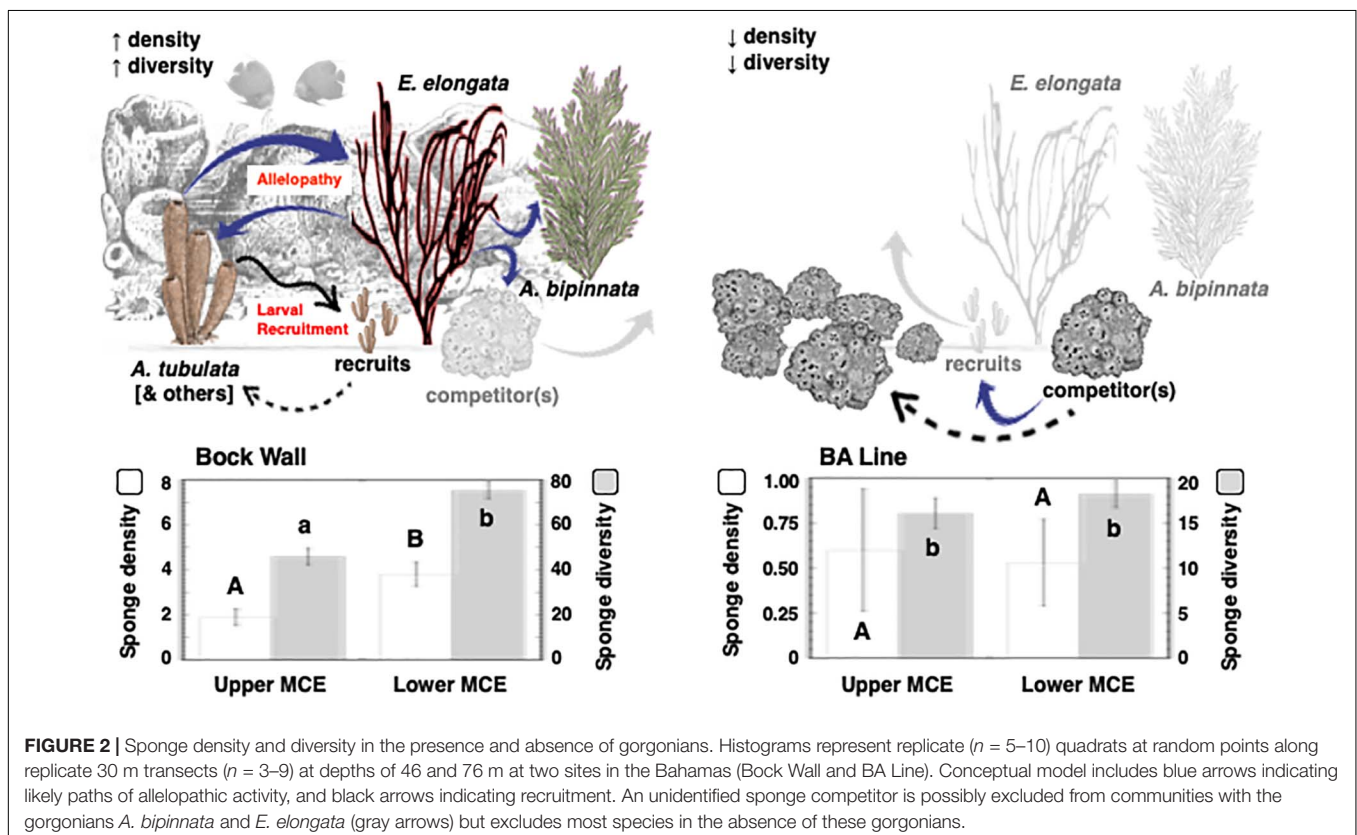 ↑ density
↑ diversity
E. elongata
Allelopathy
A. bipinnata
Larval
Recruitment
recruits
A. tubulata
[& others]
competitor(s)
↓ density
↓ diversity
E. elongata
A. bipinnata
recruits
competitor(s)
Bock Wall
Sponge density
8
6
4
2
0
A
a
B
b
80
60
40
20
0
Sponge diversity
Upper MCE
Lower MCE
BA Line
Sponge density
1.00
0.75
0.50
0.25
0
A
b
A
b
20
15
10
5
0
Sponge diversity
Upper MCE
Lower MCE
FIGURE 2 | Sponge density and diversity in the presence and absence of gorgonians. Histograms represent replicate (n = 5–10) quadrats at random points along
replicate 30 m transects (n = 3–9) at depths of 46 and 76 m at two sites in the Bahamas (Bock Wall and BA Line). Conceptual model includes blue arrows indicating
likely paths of allelopathic activity, and black arrows indicating recruitment. An unidentified sponge competitor is possibly excluded from communities with the
gorgonians A. bipinnata and E. elongata (gray arrows) but excludes most species in the absence of these gorgonians.